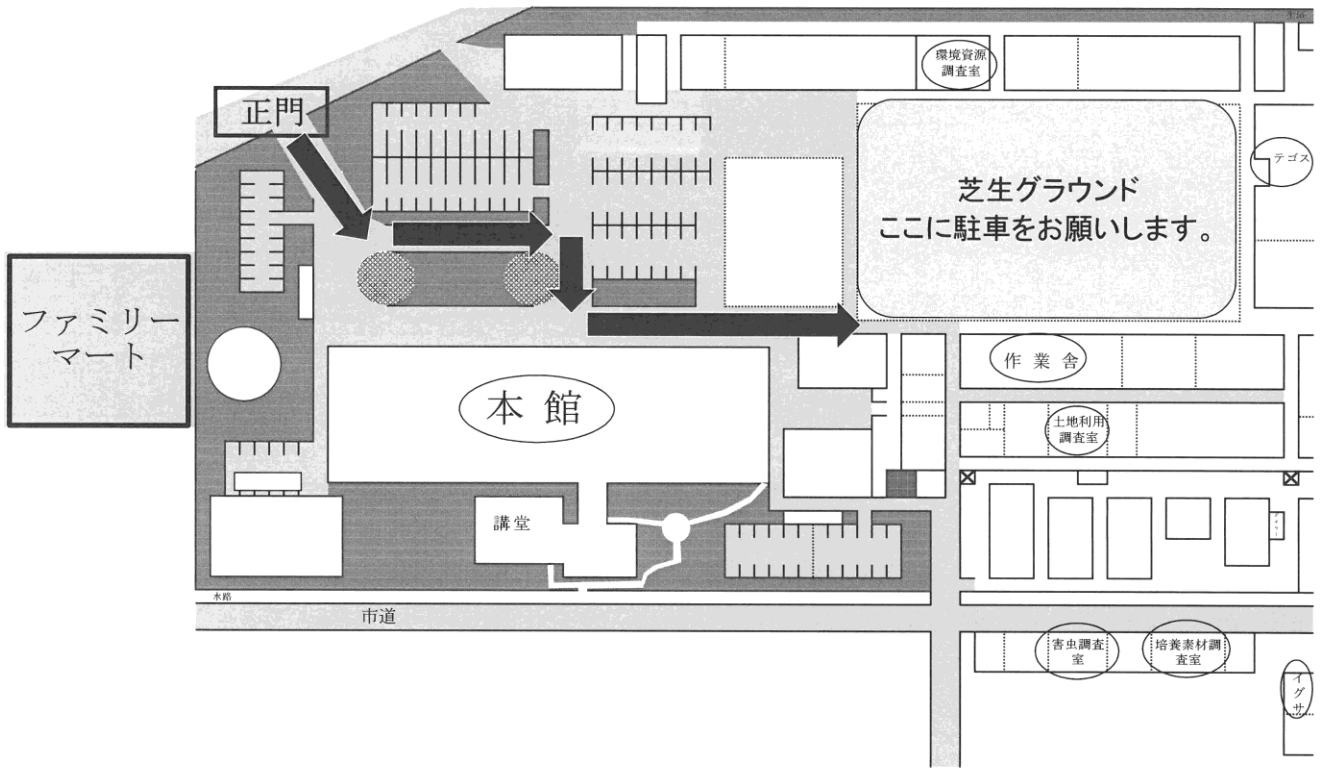 水路
環境資源
調査室
正門
テゴス
芝生グラウンド
ここに駐車をお願いします。
ファミリー
マート
作業舎
本館
土地利用
調査室
講堂
水路
市道
害虫調査
室
培養素材調
査室
イグサ